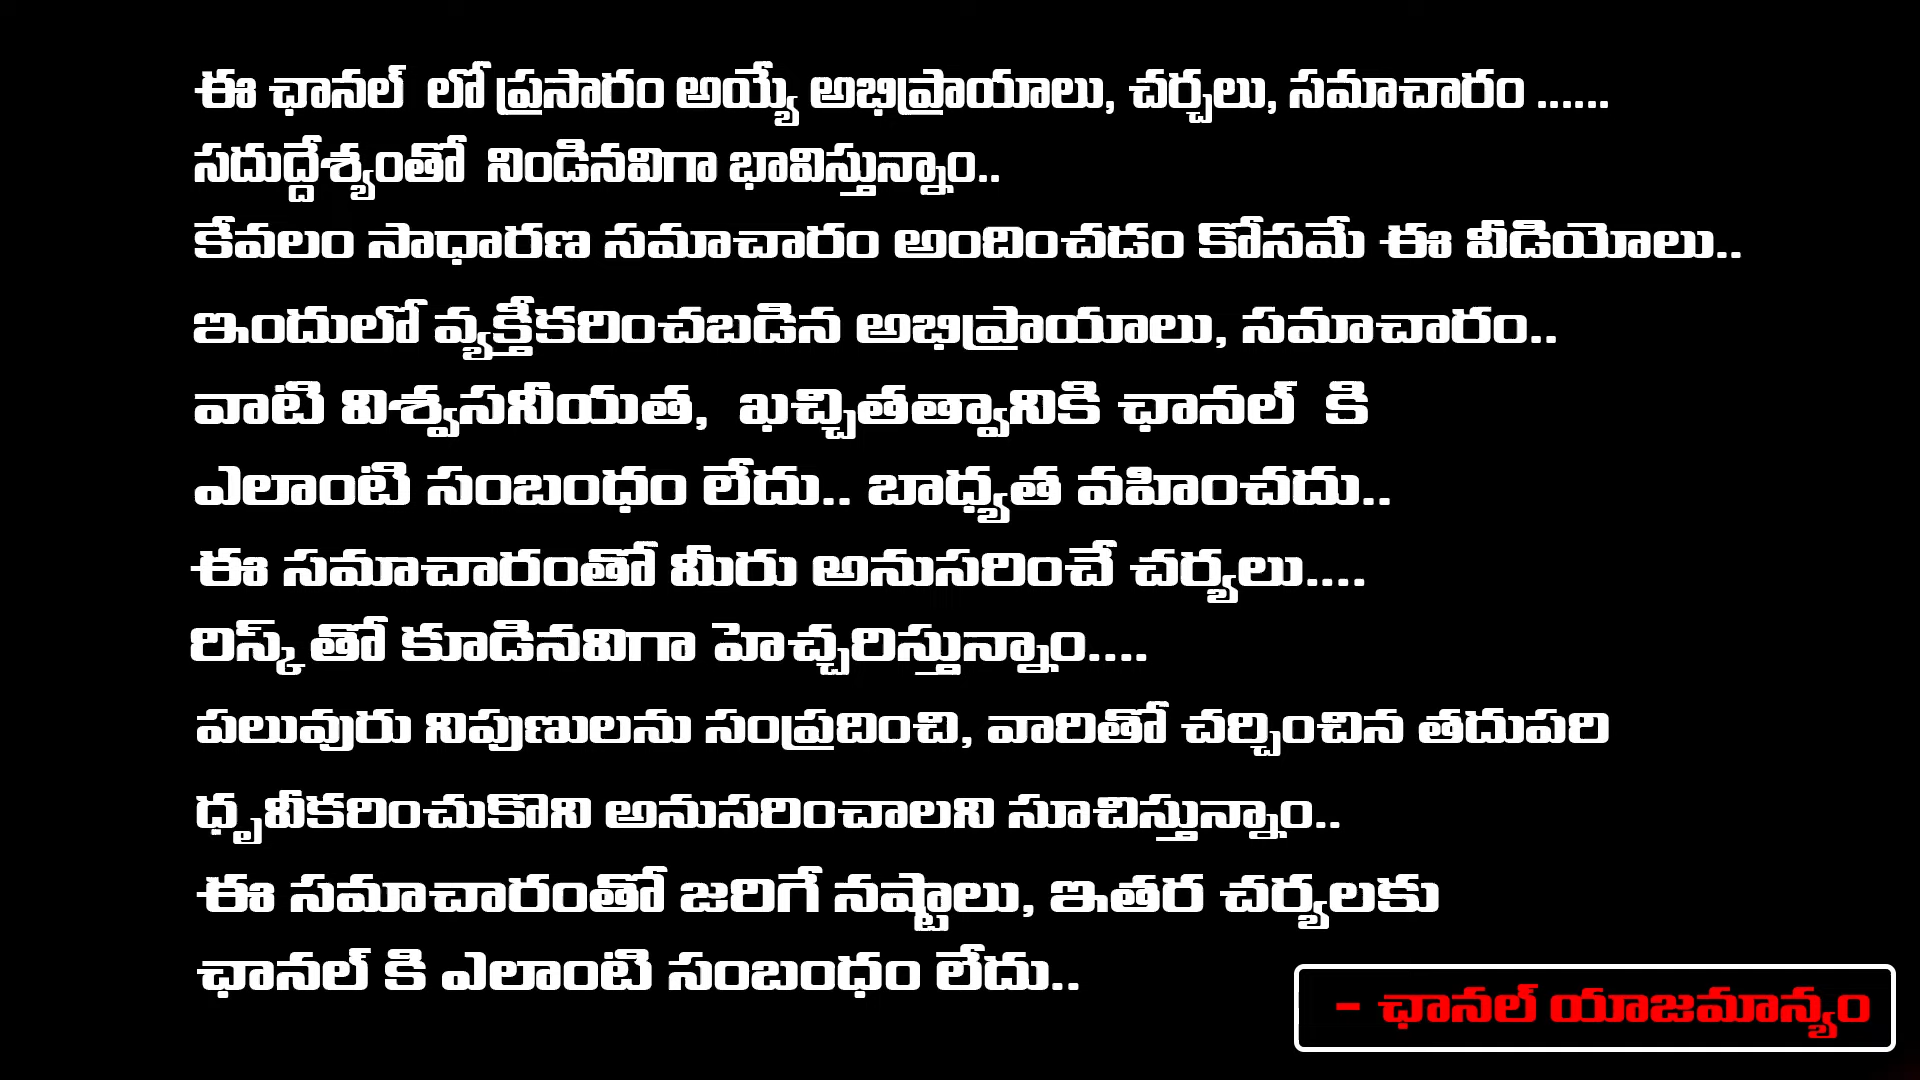 ఈ ఛానల్ లో ప్రసారం అయ్యే అభిప్రాయాలు, చర్చలు, సమాచారం ......
సదుద్దేశ్యంతో నిండినవిగా భావిస్తున్నాం..
కేవలం సాధారణ సమాచారం అందించడం కోసమే ఈ వీడియోలు..
ఇందులో వ్యక్తీకరించబడిన అభిప్రాయాలు, సమాచారం..
వాటి విశ్వసనీయత, ఖచ్చితత్వానికి ఛానల్ కి
ఎలాంటి సంబంధం లేదు.. బాధ్యత వహించదు..
ఈ సమాచారంతో మీరు అనుసరించే చర్యలు....
రిస్క్ తో కూడినవిగా హెచ్చరిస్తున్నాం....
పలువురు నిపుణులను సంప్రదించి, వారితో చర్చించిన తదుపరి
ధృవీకరించుకొని అనుసరించాలని సూచిస్తున్నాం..
ఈ సమాచారంతో జరిగే నష్టాలు, ఇతర చర్యలకు
ఛానల్ కి ఎలాంటి సంబంధం లేదు..
- ఛానల్ యాజమాన్యం